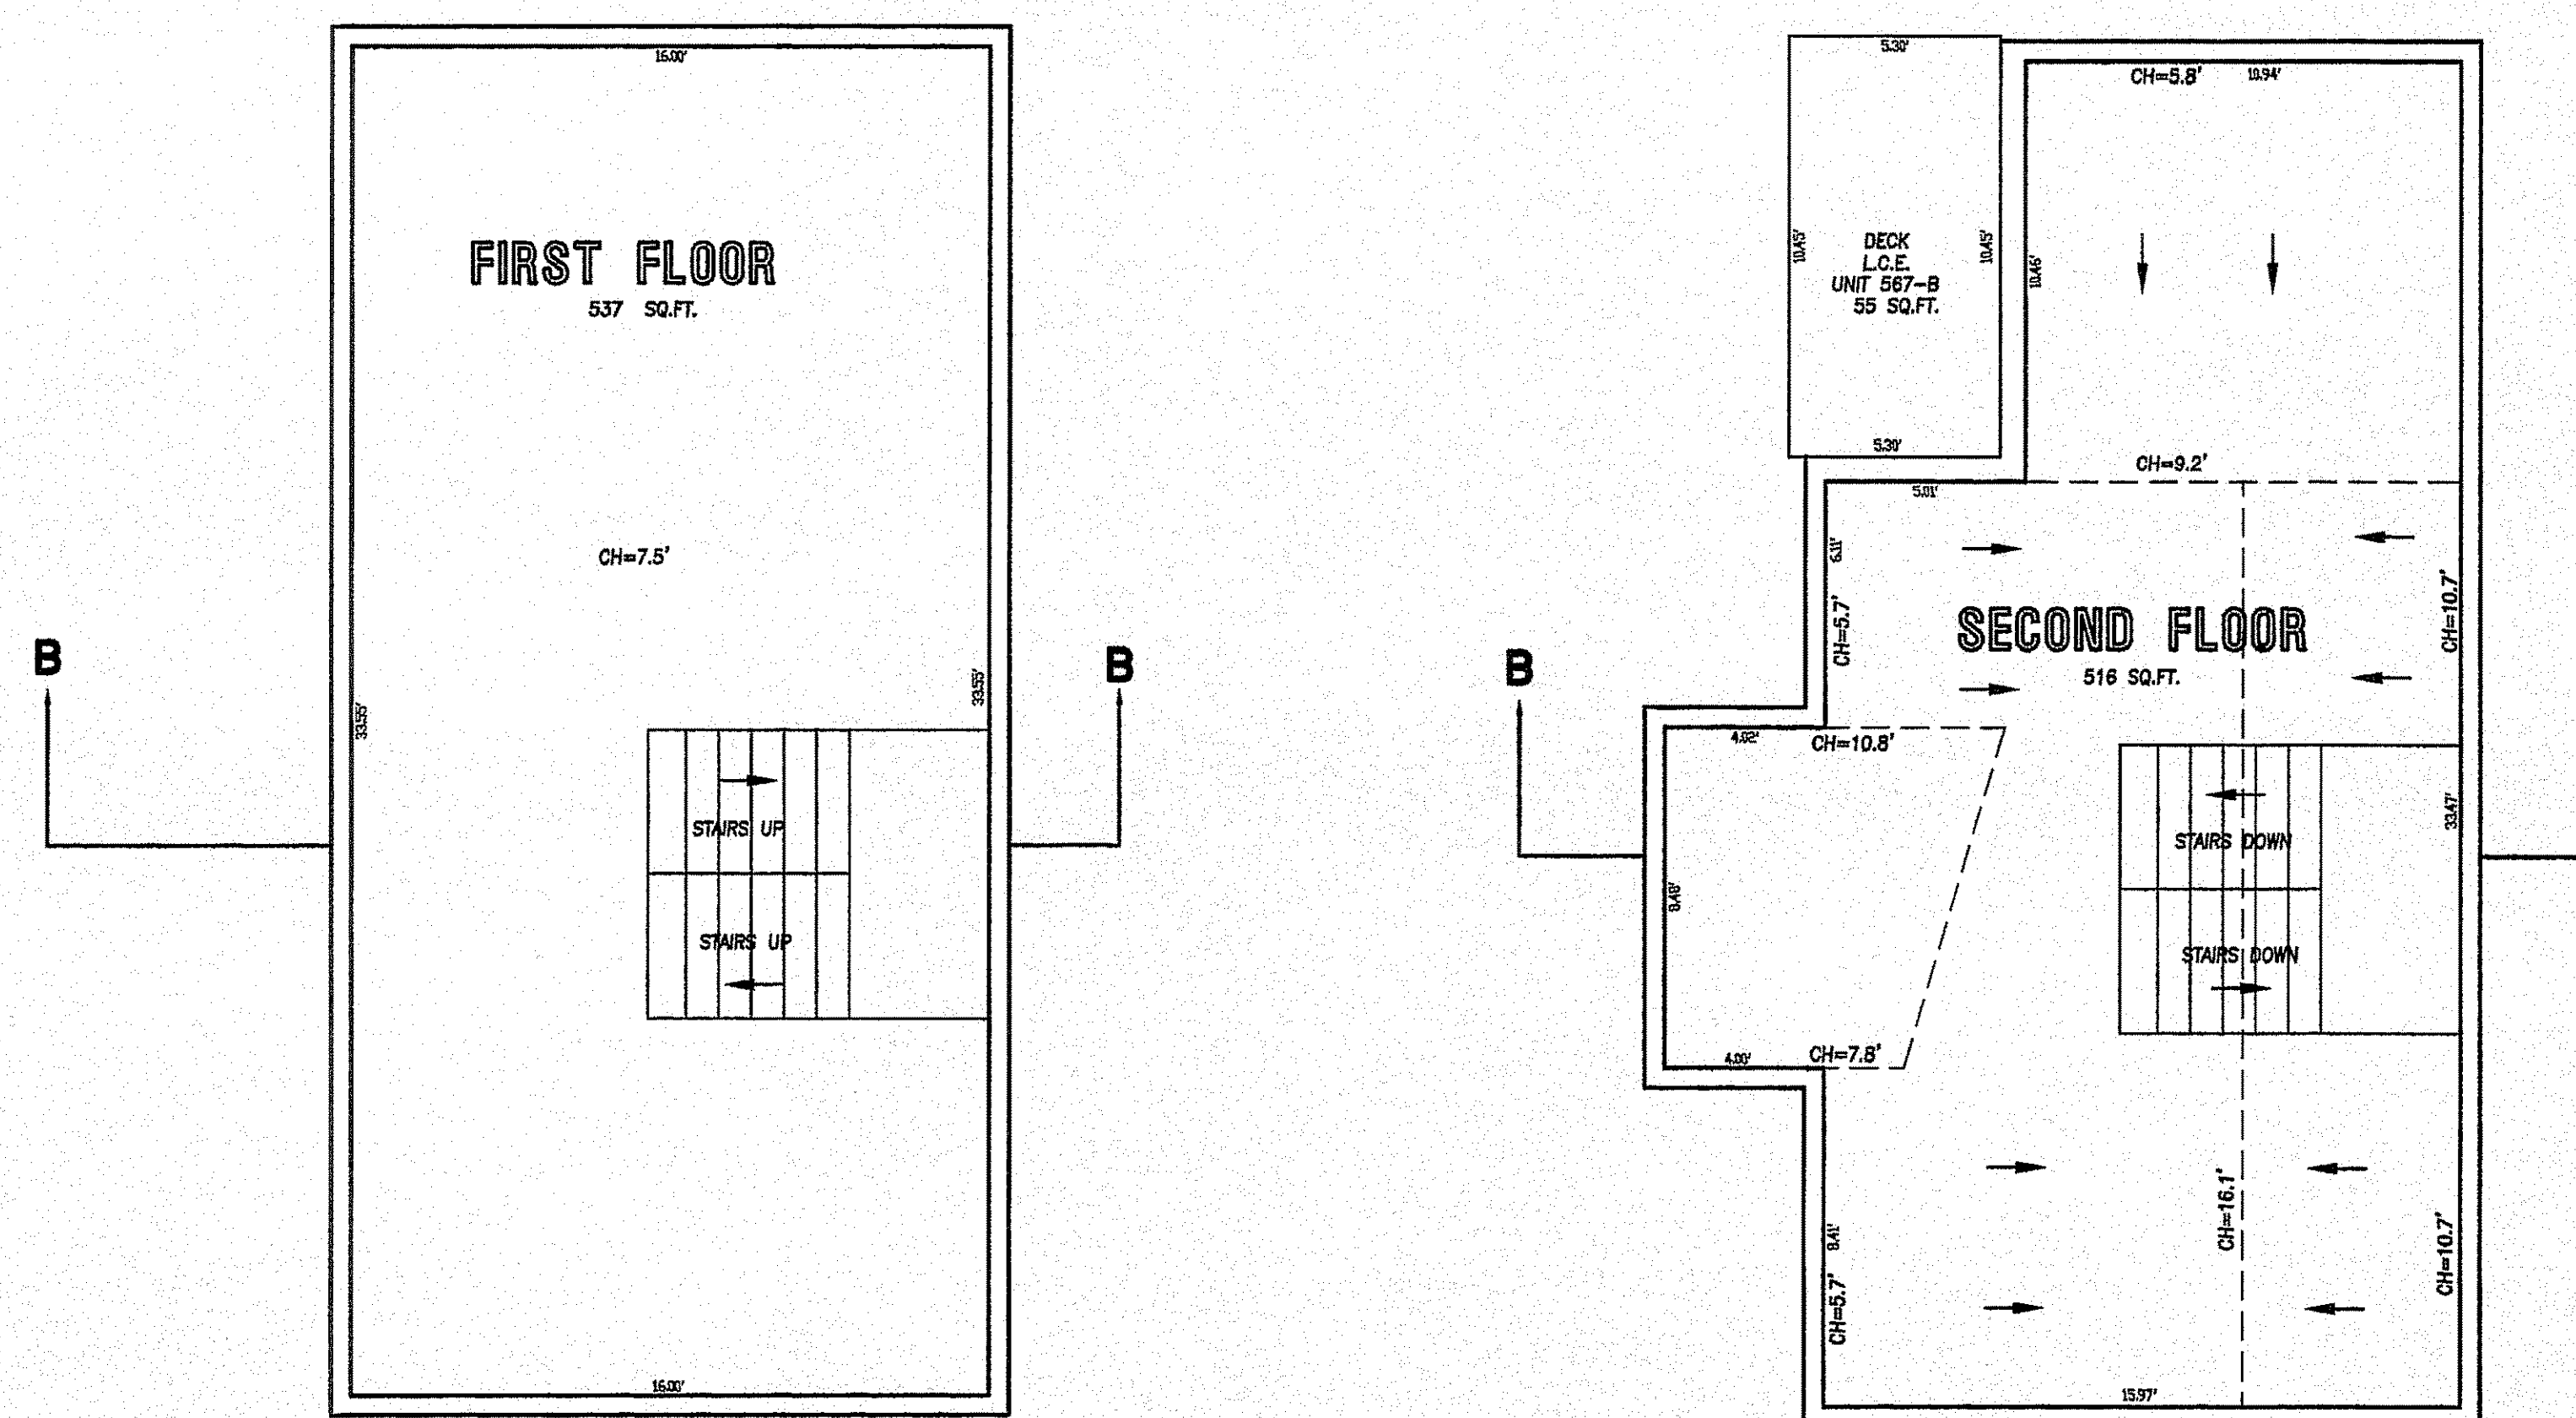 16.00'
FIRST FLOOR
537 SQ.FT.
CH=7.5'
B
B
33.55'
33.55'
STAIRS UP
STAIRS UP
16.00'
5.30'
10.45'
10.45'
DECK
L.C.E.
UNIT 567-B
55 SQ.FT.
5.30'
CH=5.8' 10.94'
10.46'
CH=9.2'
5.01'
6.11'
CH=5.7'
SECOND FLOOR
516 SQ.FT.
CH=10.7'
B
4.02'
CH=10.8'
STAIRS DOWN
STAIRS DOWN
33.47'
4.00'
CH=7.8'
8.41'
CH=5.7'
CH=16.1'
CH=10.7'
15.97'